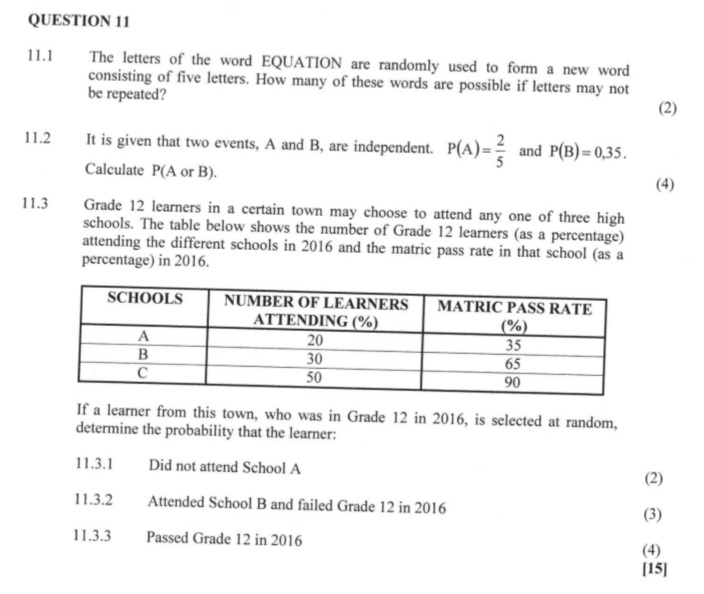 QUESTION 11
11.1 The letters of the word EQUATION are randomly used to form a new word
consisting of five letters. How many of these words are possible if letters may not
be repeated?
(2)
11.2 It is given that two events, A and B, are independent. P(A) = 2/5 and P(B) = 0,35.
Calculate P(A or B).
(4)
11.3 Grade 12 learners in a certain town may choose to attend any one of three high
schools. The table below shows the number of Grade 12 learners (as a percentage)
attending the different schools in 2016 and the matric pass rate in that school (as a
percentage) in 2016.
SCHOOLS NUMBER OF LEARNERS MATRIC PASS RATE
ATTENDING (%) (%)
A 20 35
B 30 65
C 50 90
If a learner from this town, who was in Grade 12 in 2016, is selected at random,
determine the probability that the learner:
11.3.1 Did not attend School A
(2)
11.3.2 Attended School B and failed Grade 12 in 2016
(3)
11.3.3 Passed Grade 12 in 2016
(4)
[15]